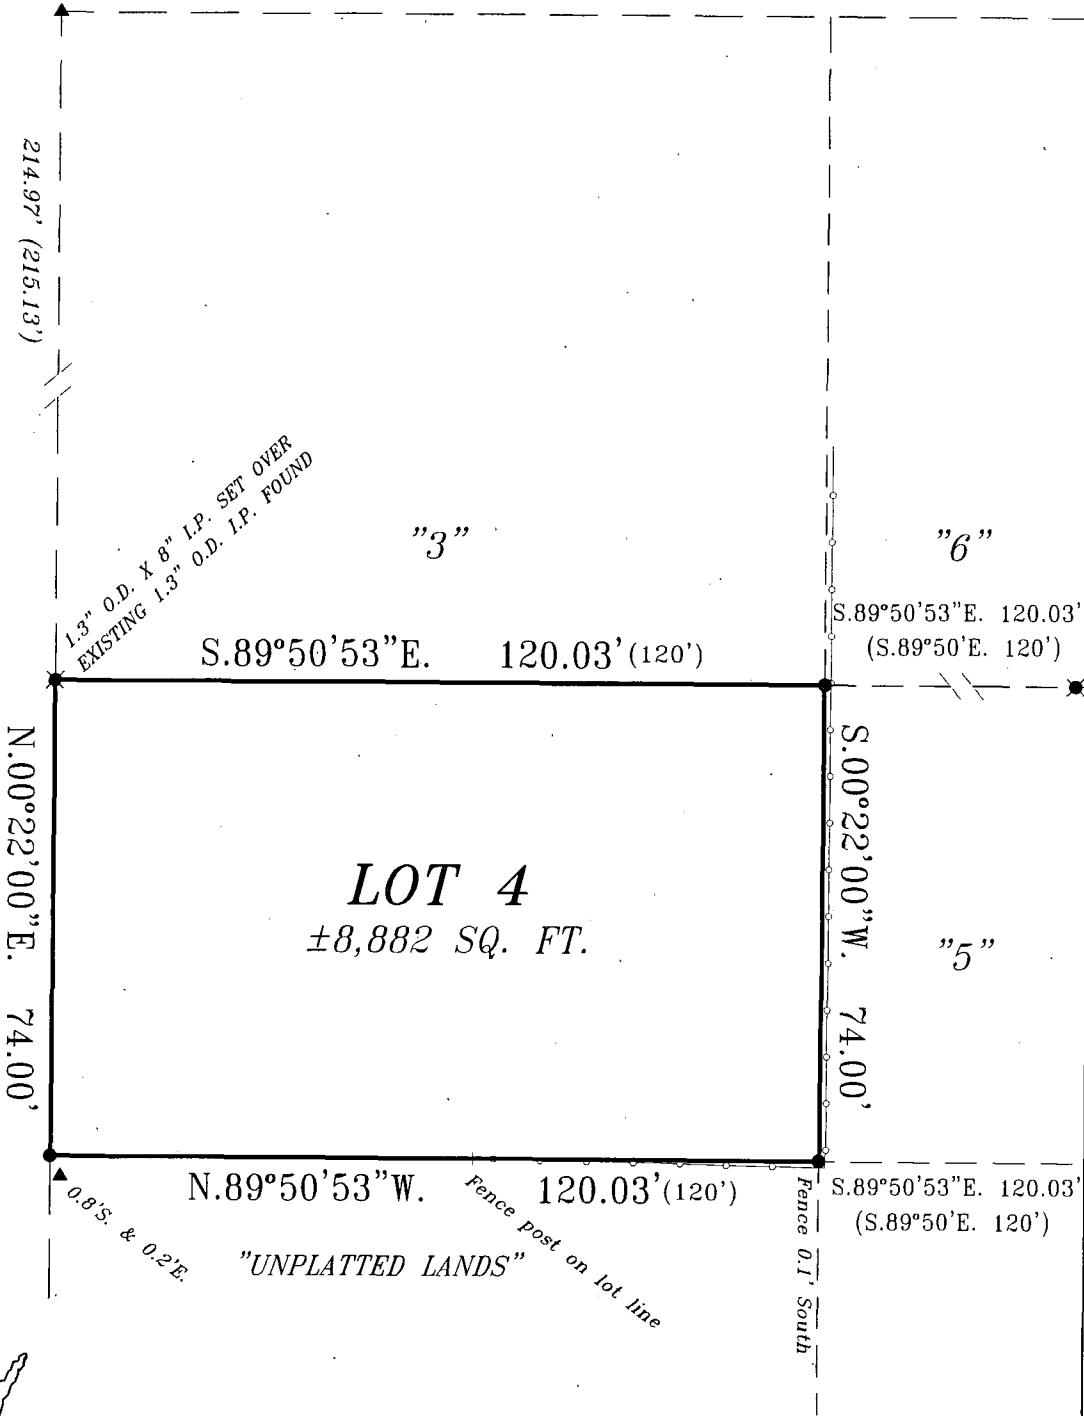 214.97' (215.13')
1.3" O.D. X 8" I.P. SET OVER
EXISTING 1.3" O.D. I.P. FOUND
"3"
"6"
S.89°50'53"E. 120.03'
(S.89°50'E. 120')
S.89°50'53"E. 120.03' (120')
N.00°22'00"E. 74.00'
S.00°22'00"W. 74.00'
LOT 4
±8,882 SQ. FT.
"5"
N.89°50'53"W. 120.03' (120')
S.89°50'53"E. 120.03'
(S.89°50'E. 120')
0.8'S. & 0.2'E.
Fence post on lot line
Fence 0.1' South
"UNPLATTED LANDS"